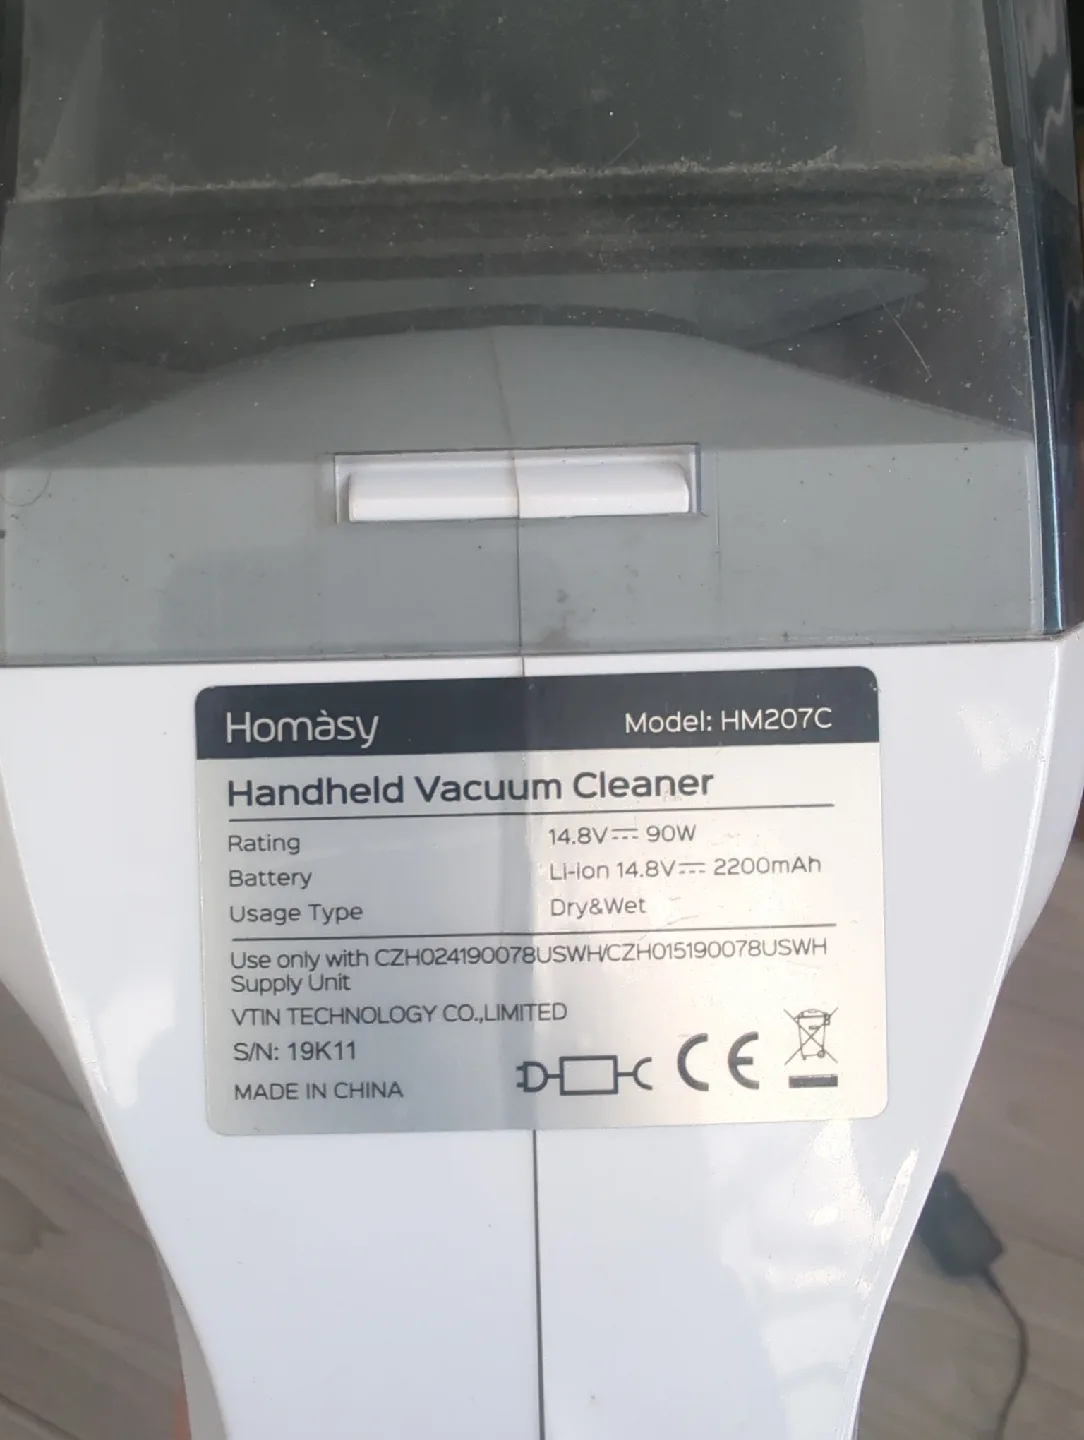 Homàsy Model: HM207C
Handheld Vacuum Cleaner
Rating 14.8V⎓ 90W
Battery Li-ion 14.8V⎓ 2200mAh
Usage Type Dry&Wet
Use only with CZH024190078USWH/CZH015190078USWH
Supply Unit
VTIN TECHNOLOGY CO.,LIMITED
S/N: 19K11
MADE IN CHINA CE